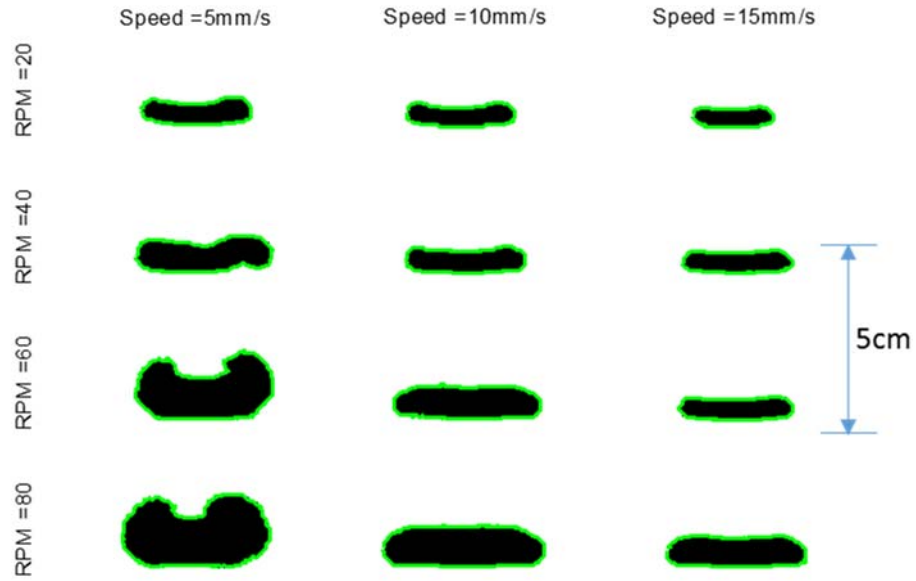 Speed =5mm/s
Speed =10mm/s
Speed =15mm/s
RPM =20
RPM =40
5cm
RPM =60
RPM =80